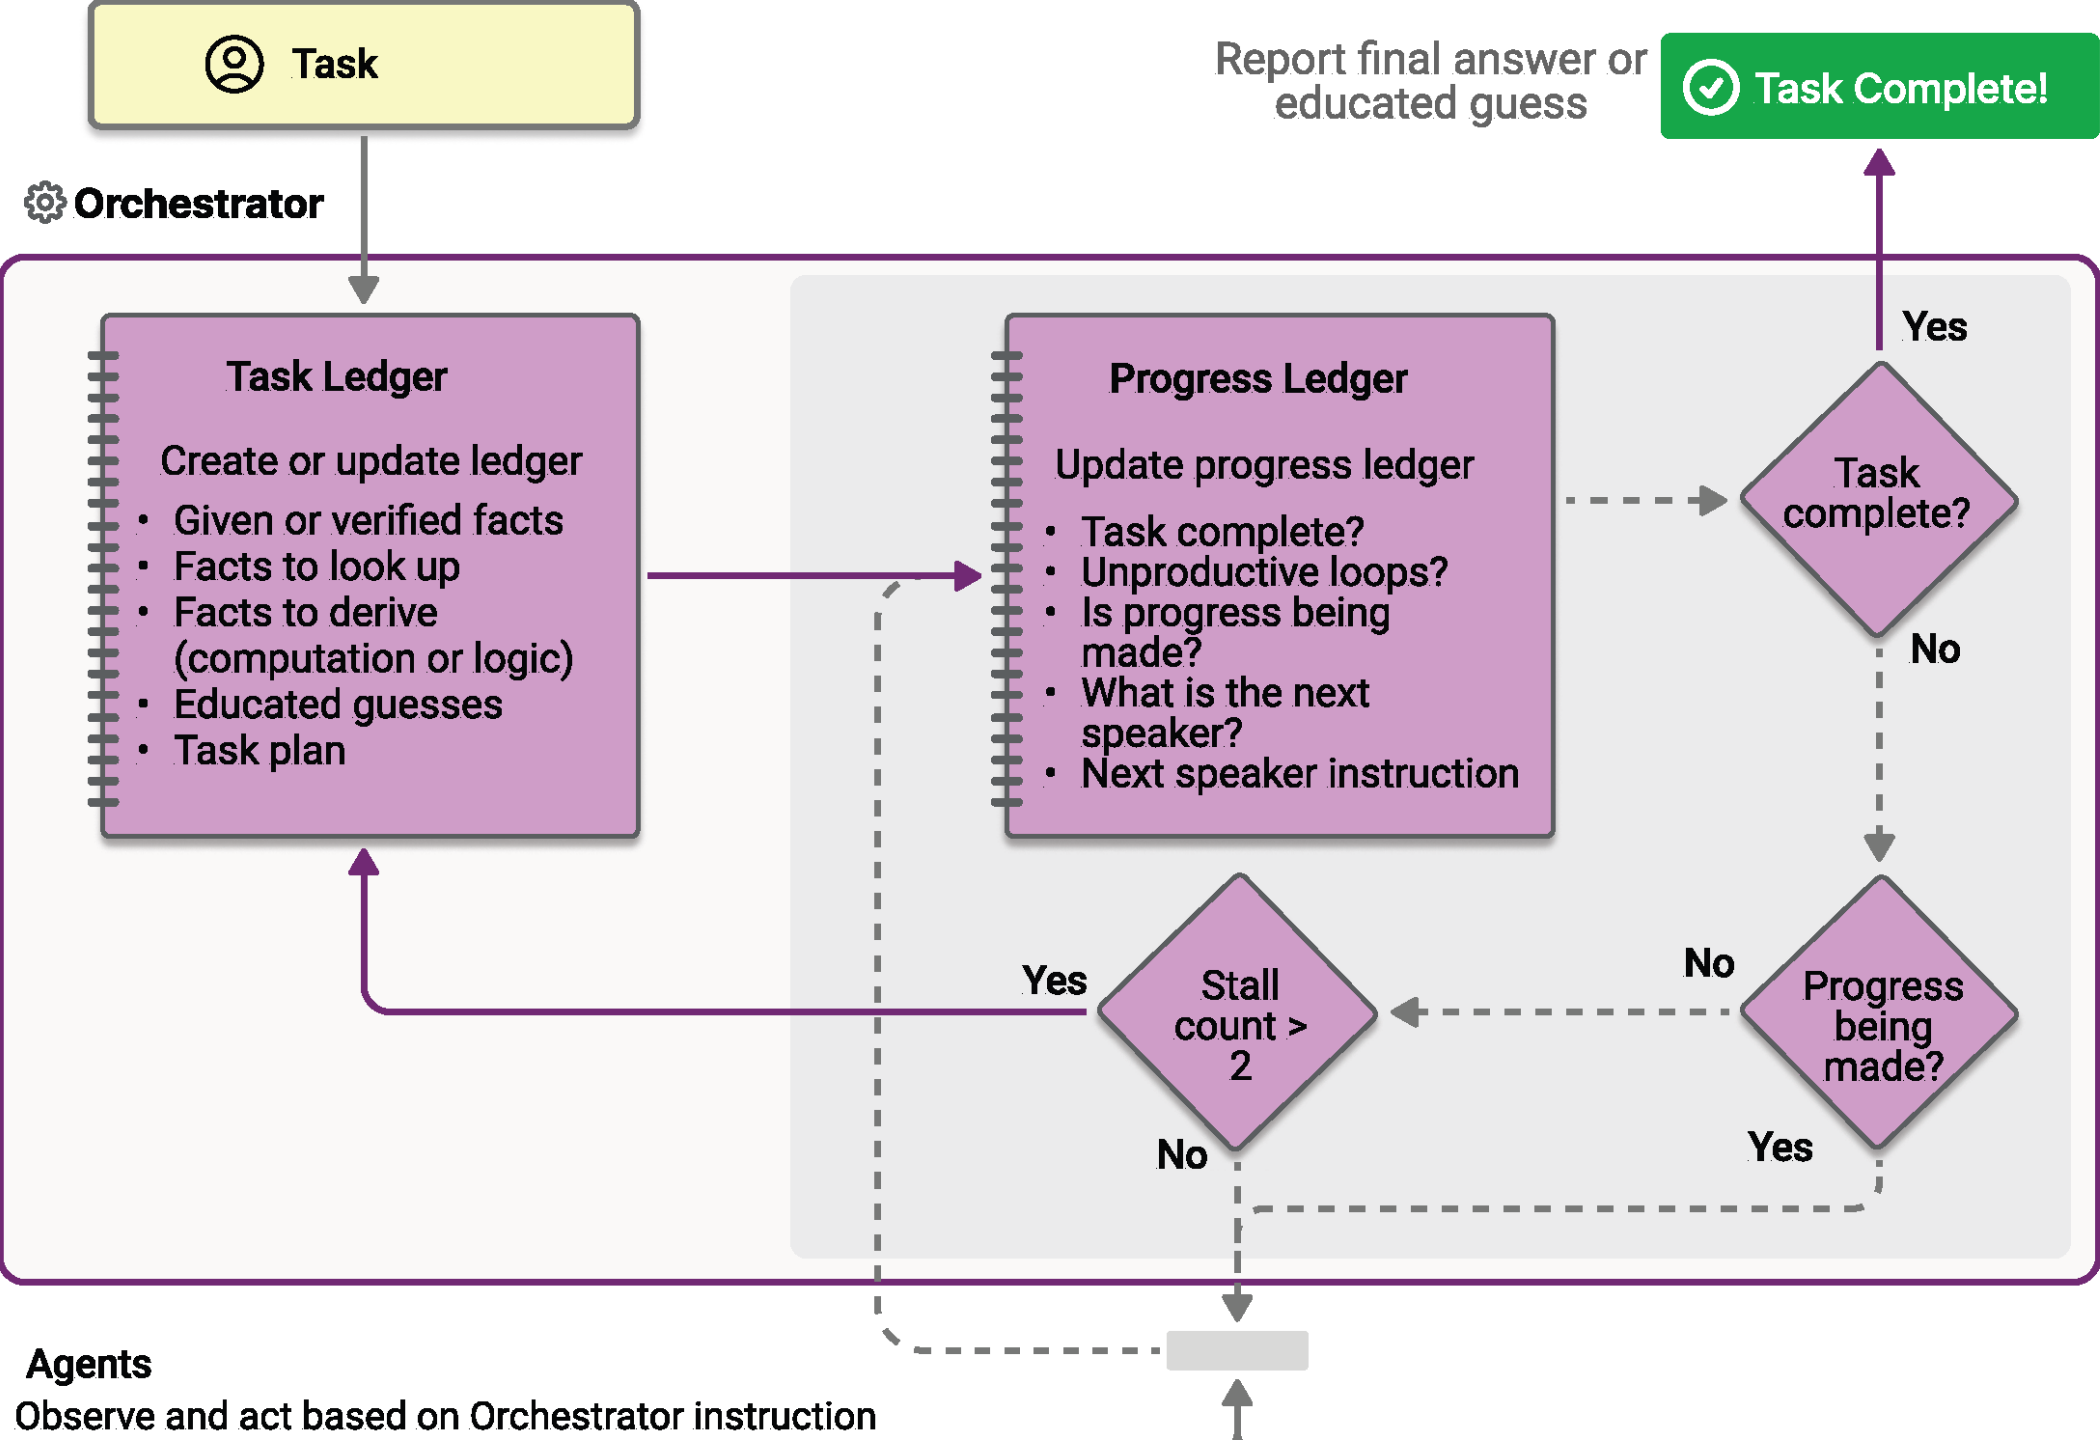 Task
Report final answer or
educated guess
Task Complete!
Orchestrator
Task Ledger
Create or update ledger
• Given or verified facts
• Facts to look up
• Facts to derive
(computation or logic)
• Educated guesses
• Task plan
Progress Ledger
Update progress ledger
• Task complete?
• Unproductive loops?
• Is progress being
made?
• What is the next
speaker?
• Next speaker instruction
Yes
Task
complete?
No
Progress
being
made?
No
Yes
Stall
count >
2
Yes
No
Agents
Observe and act based on Orchestrator instruction